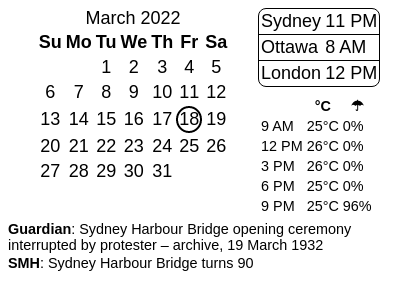 March 2022
Su Mo Tu We Th Fr Sa
1 2 3 4 5
6 7 8 9 10 11 12
13 14 15 16 17 18 19
20 21 22 23 24 25 26
27 28 29 30 31
Sydney 11 PM
Ottawa 8 AM
London 12 PM
°C ☂
9 AM 25°C 0%
12 PM 26°C 0%
3 PM 26°C 0%
6 PM 25°C 0%
9 PM 25°C 96%
Guardian: Sydney Harbour Bridge opening ceremony
interrupted by protester – archive, 19 March 1932
SMH: Sydney Harbour Bridge turns 90